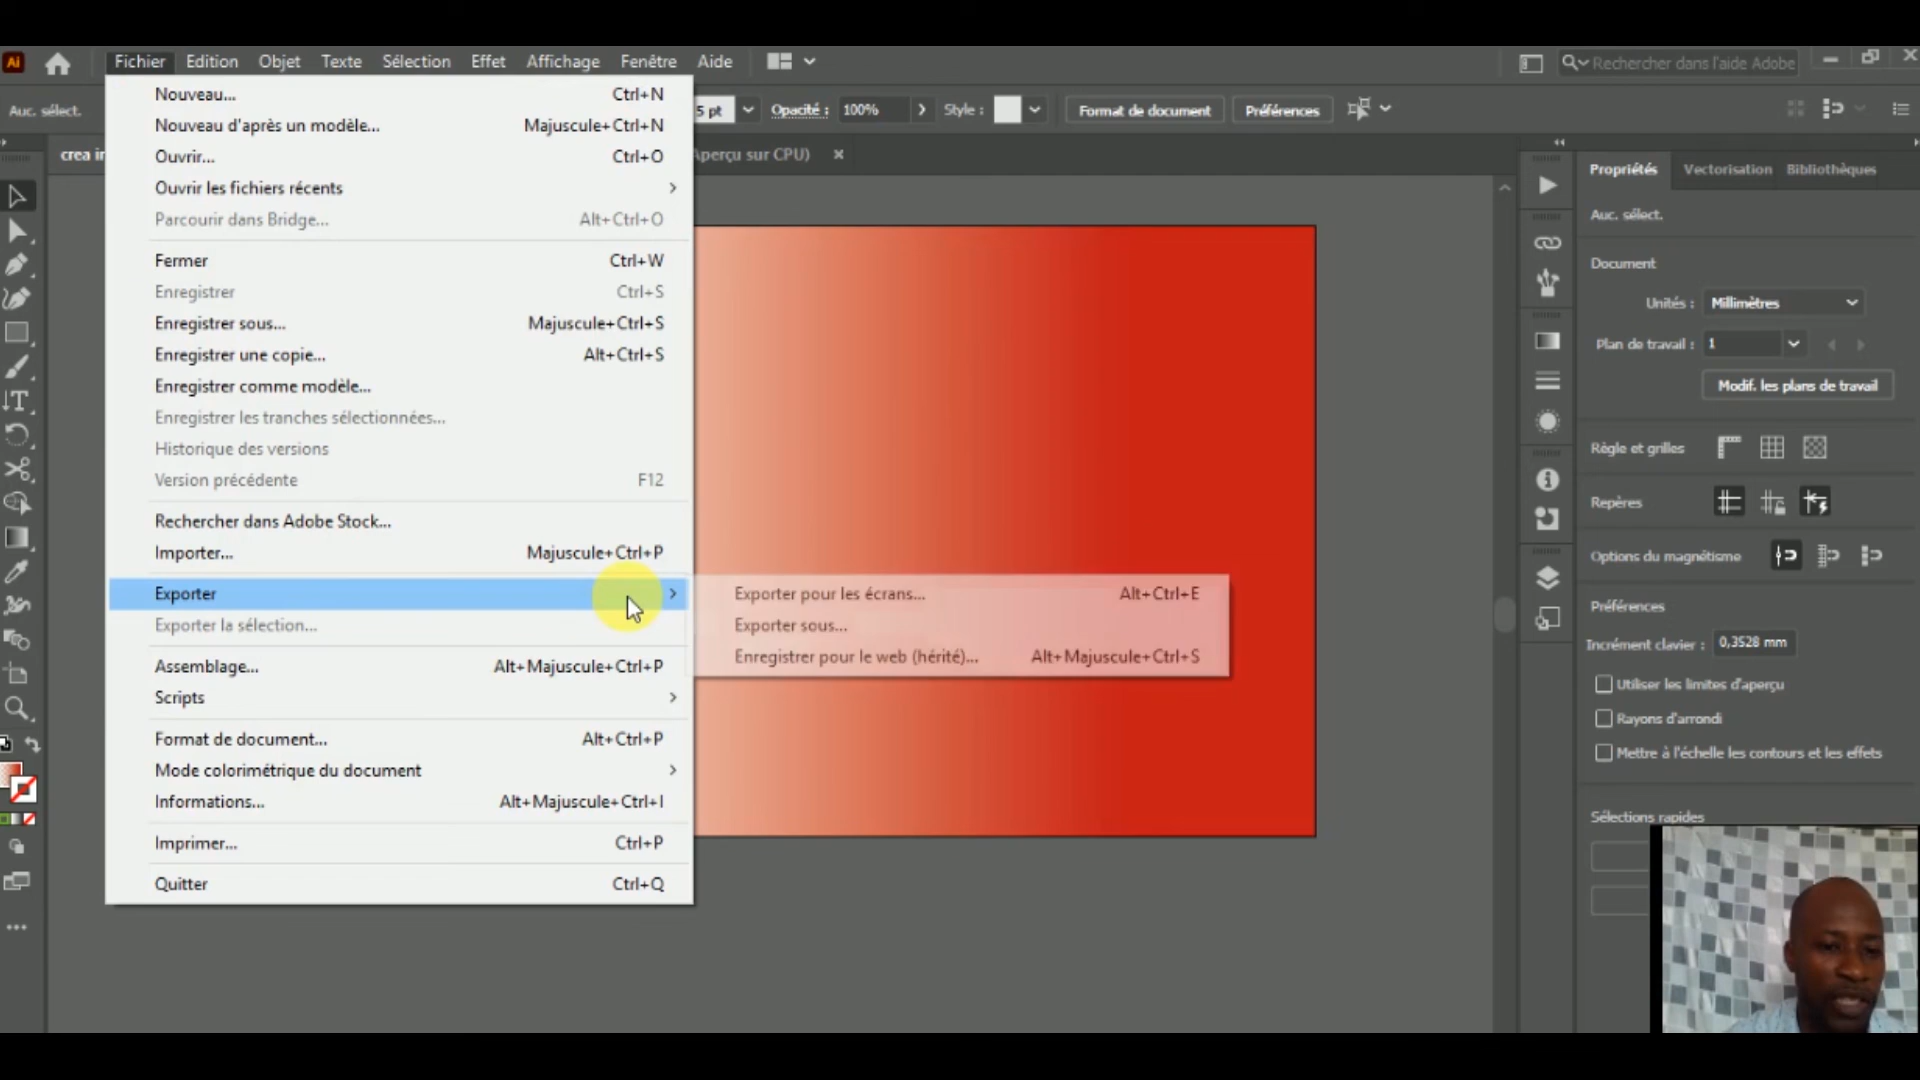 Ai
Fichier Edition Objet Texte Sélection Effet Affichage Fenêtre Aide
Rechercher dans l'aide Adobe
Auc. sélect.
5 pt Opacité : 100% Style : Format de document Préférences
crea in
Aperçu sur CPU) ×
Nouveau... Ctrl+N
Nouveau d'après un modèle... Majuscule+Ctrl+N
Ouvrir... Ctrl+O
Ouvrir les fichiers récents
Parcourir dans Bridge... Alt+Ctrl+O
Fermer Ctrl+W
Enregistrer Ctrl+S
Enregistrer sous... Majuscule+Ctrl+S
Enregistrer une copie... Alt+Ctrl+S
Enregistrer comme modèle...
Enregistrer les tranches sélectionnées...
Historique des versions
Version précédente F12
Rechercher dans Adobe Stock...
Importer... Majuscule+Ctrl+P
Exporter
Exporter la sélection...
Assemblage... Alt+Majuscule+Ctrl+P
Scripts
Format de document... Alt+Ctrl+P
Mode colorimétrique du document
Informations... Alt+Majuscule+Ctrl+I
Imprimer... Ctrl+P
Quitter Ctrl+Q
Exporter pour les écrans... Alt+Ctrl+E
Exporter sous...
Enregistrer pour le web (hérité)... Alt+Majuscule+Ctrl+S
Propriétés Vectorisation Bibliothèques
Auc. sélect.
Document
Unités : Millimètres
Plan de travail : 1
Modif. les plans de travail
Règle et grilles
Repères
Options du magnétisme
Préférences
Incrément clavier : 0,3528 mm
Utiliser les limites d'aperçu
Rayons d'arrondi
Mettre à l'échelle les contours et les effets
Sélections rapides